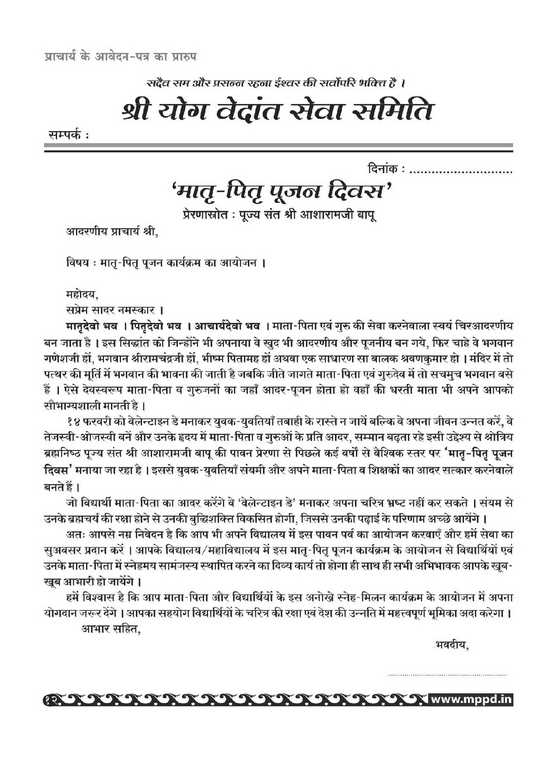 प्राचार्य के आवेदन-पत्र का प्रारुप
सदैव सम और प्रसन्न रहना ईश्वर की सर्वोपरि भक्ति है ।
श्री योग वेदांत सेवा समिति
सम्पर्क :
दिनांक : ............................
‘मातृ-पितृ पूजन दिवस’
प्रेरणास्रोत : पूज्य संत श्री आशारामजी बापू
आदरणीय प्राचार्य श्री,
विषय : मातृ-पितृ पूजन कार्यक्रम का आयोजन ।
महोदय,
सप्रेम सादर नमस्कार ।
मातृदेवो भव । पितृदेवो भव । आचार्यदेवो भव । माता-पिता एवं गुरु की सेवा करनेवाला स्वयं चिरआदरणीय
बन जाता है । इस सिद्धांत को जिन्होंने भी अपनाया वे खुद भी आदरणीय और पूजनीय बन गये, फिर चाहे वे भगवान
गणेशजी हों, भगवान श्रीरामचंद्रजी हों, भीष्म पितामह हों अथवा एक साधारण सा बालक श्रवणकुमार हो । मंदिर में तो
पत्थर की मूर्ति में भगवान की भावना की जाती है जबकि जीते जागते माता-पिता एवं गुरुदेव में तो सचमुच भगवान बसे
हैं । ऐसे देवस्वरूप माता-पिता व गुरुजनों का जहाँ आदर-पूजन होता हो वहाँ की धरती माता भी अपने आपको
सौभाग्यशाली मानती है ।
१४ फरवरी को वेलेन्टाइन डे मनाकर युवक-युवतियाँ तबाही के रास्ते न जायें बल्कि वे अपना जीवन उन्नत करें, वे
तेजस्वी-ओजस्वी बनें और उनके हृदय में माता-पिता व गुरुओं के प्रति आदर, सम्मान बढ़ता रहे इसी उद्देश्य से श्रोत्रिय
ब्रह्मनिष्ठ पूज्य संत श्री आशारामजी बापू की पावन प्रेरणा से पिछले कई वर्षों से वैश्विक स्तर पर ‘मातृ-पितृ पूजन
दिवस’ मनाया जा रहा है । इससे युवक-युवतियाँ संयमी और अपने माता-पिता व शिक्षकों का आदर सत्कार करनेवाले
बनते हैं ।
जो विद्यार्थी माता-पिता का आदर करेंगे वे ‘वेलेन्टाइन डे’ मनाकर अपना चरित्र भ्रष्ट नहीं कर सकते । संयम से
उनके ब्रह्मचर्य की रक्षा होने से उनकी बुद्धिशक्ति विकसित होगी, जिससे उनकी पढ़ाई के परिणाम अच्छे आयेंगे ।
अतः आपसे नम्र निवेदन है कि आप भी अपने विद्यालय में इस पावन पर्व का आयोजन करवाएँ और हमें सेवा का
सुअवसर प्रदान करें । आपके विद्यालय/महाविद्यालय में इस मातृ-पितृ पूजन कार्यक्रम के आयोजन से विद्यार्थियों एवं
उनके माता-पिता में स्नेहमय सामंजस्य स्थापित करने का दिव्य कार्य तो होगा ही साथ ही सभी अभिभावक आपके खूब-
खूब आभारी हो जायेंगे ।
हमें विश्वास है कि आप माता-पिता और विद्यार्थियों के इस अनोखे स्नेह-मिलन कार्यक्रम के आयोजन में अपना
योगदान जरूर देंगे । आपका सहयोग विद्यार्थियों के चरित्र की रक्षा एवं देश की उन्नति में महत्त्वपूर्ण भूमिका अदा करेगा ।
आभार सहित,
भवदीय,
........................................
१२ www.mppd.in